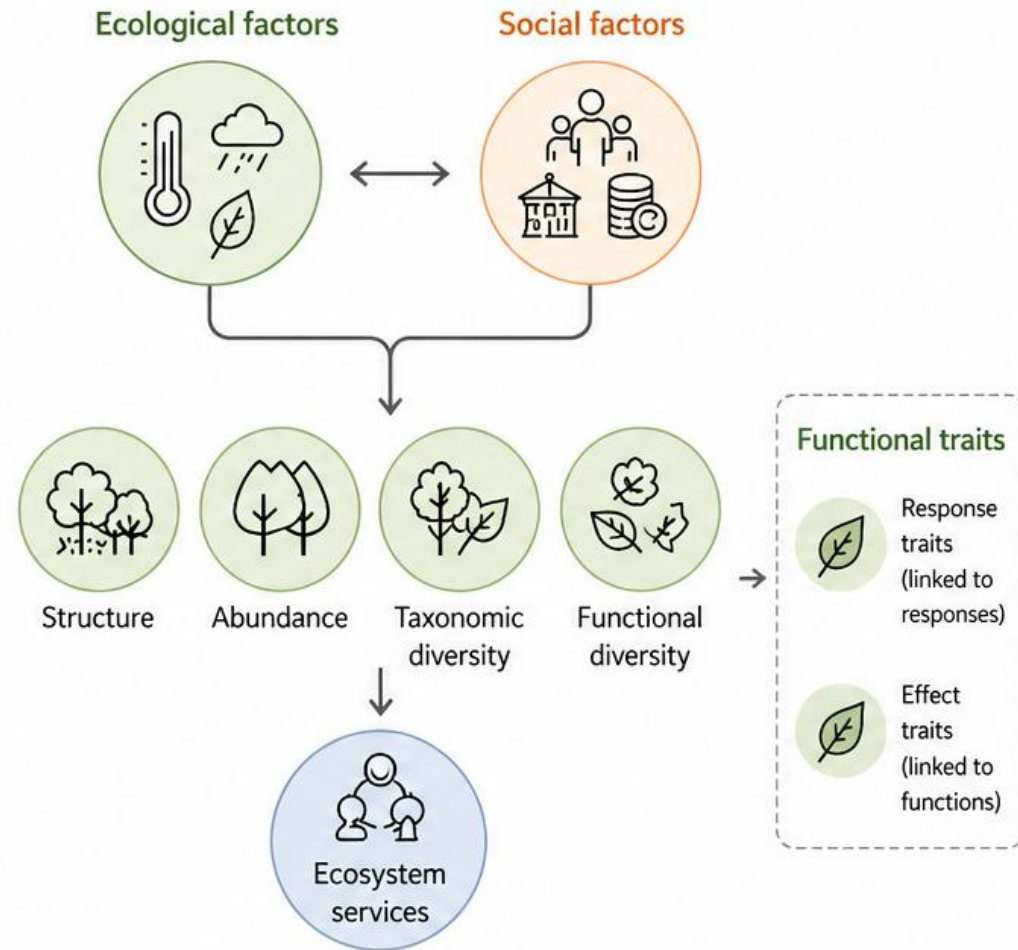 Ecological factors
Social factors
Functional traits
Response
traits
(linked to
responses)
Structure
Abundance
Taxonomic
diversity
Functional
diversity
Effect
traits
(linked to
functions)
Ecosystem
services